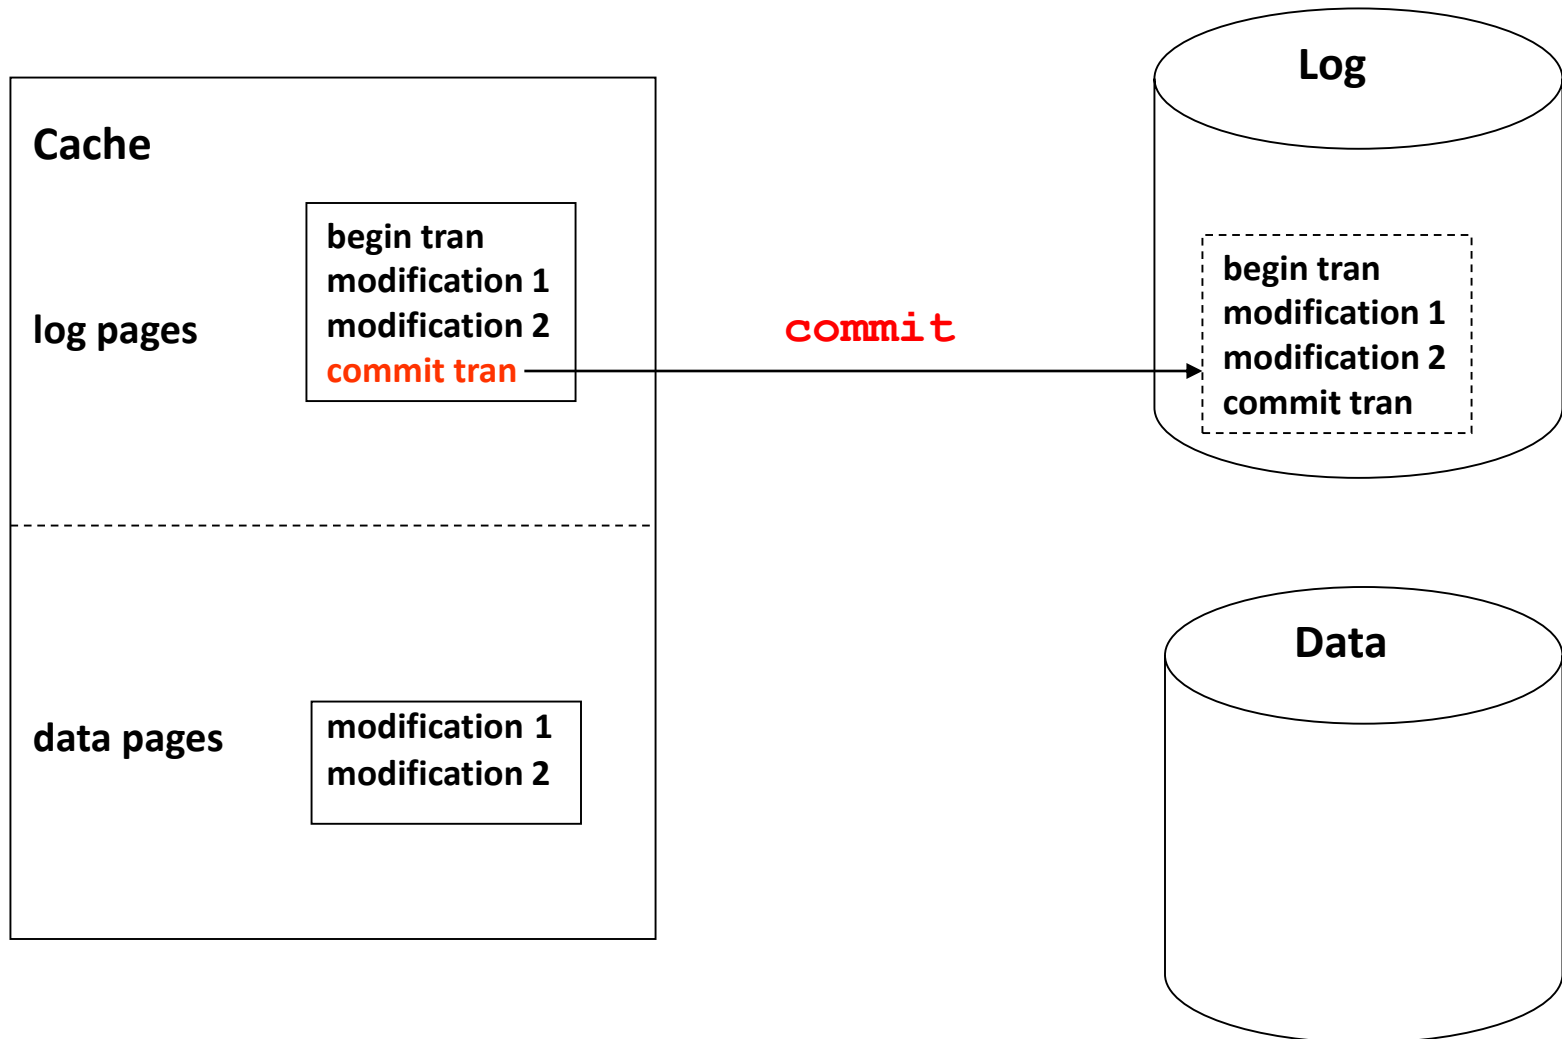 Cache
log pages
begin tran
modification 1
modification 2
commit tran
commit
Log
begin tran
modification 1
modification 2
commit tran
data pages
modification 1
modification 2
Data